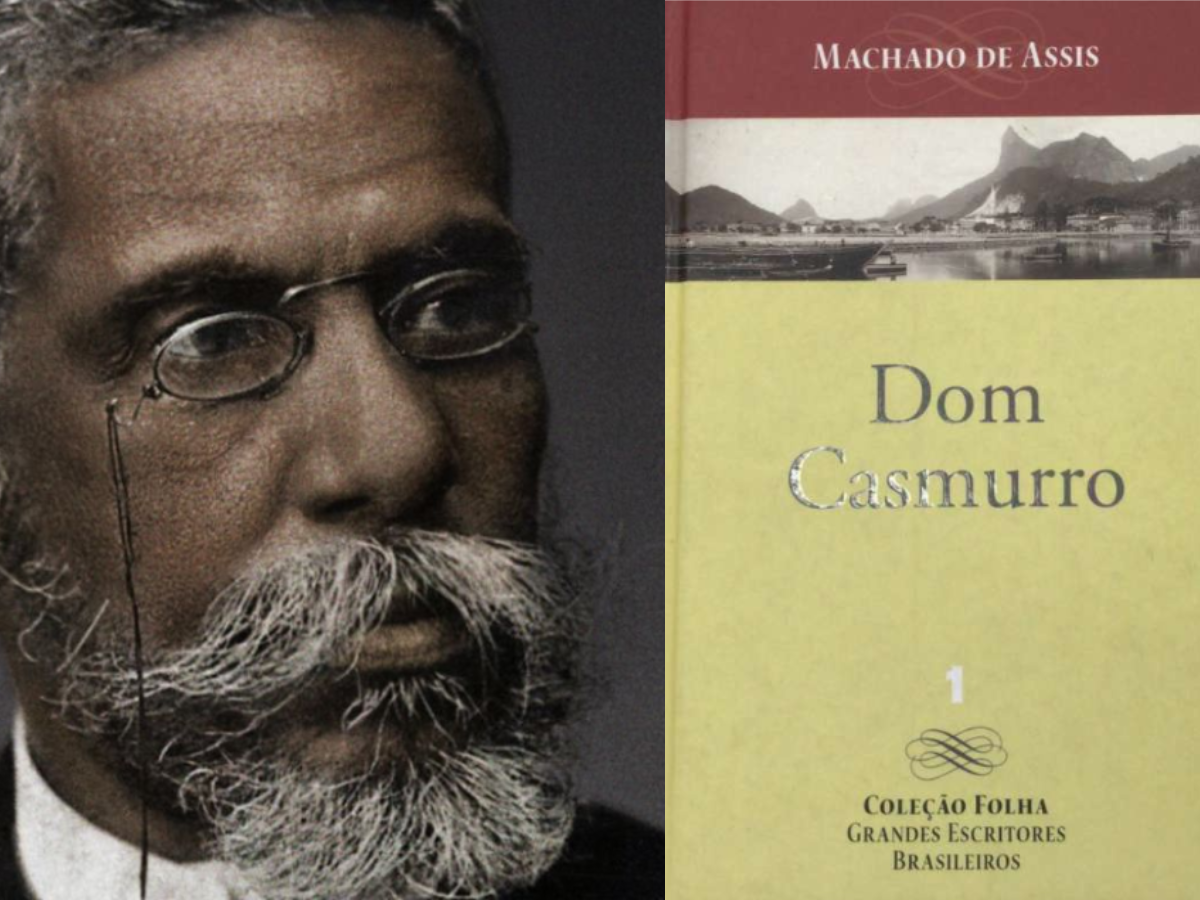 MACHADO DE ASSIS
Dom
Casmurro
1
COLEÇÃO FOLHA
GRANDES ESCRITORES
BRASILEIROS